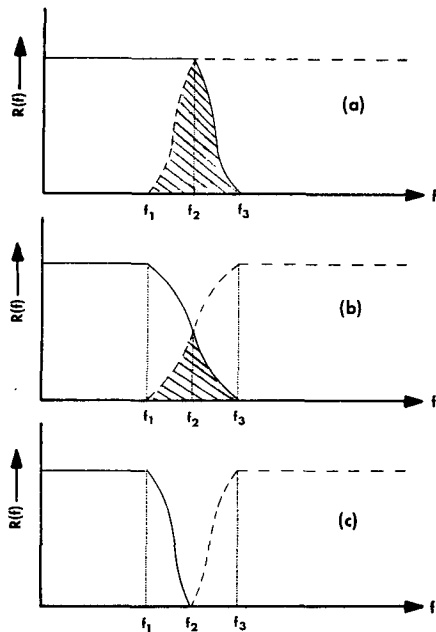 R(f)
(a)
f
f₁ f₂ f₃
R(f)
(b)
f
f₁ f₂ f₃
R(f)
(c)
f
f₁ f₂ f₃